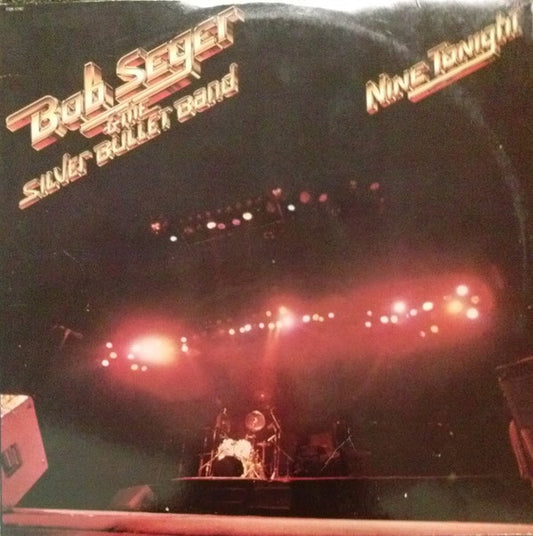 Bob Seger
& THE
SILVER BULLET Band
Nine Tonight